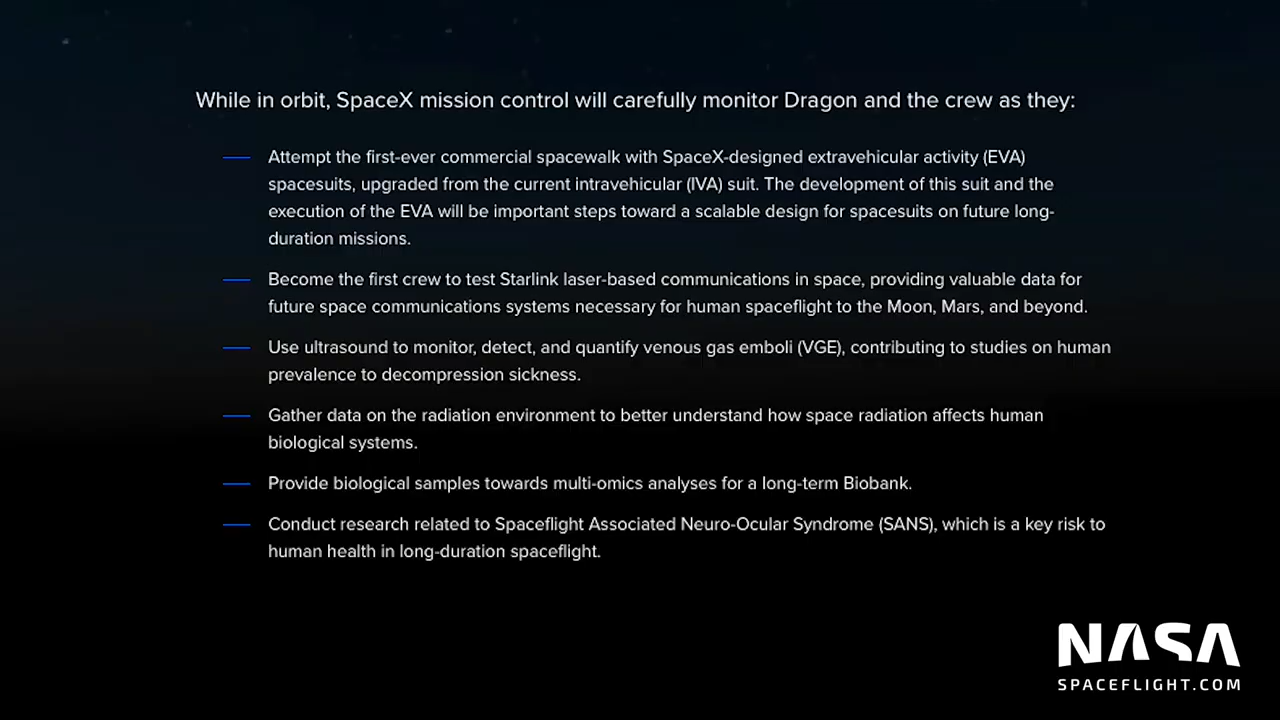 While in orbit, SpaceX mission control will carefully monitor Dragon and the crew as they:
Attempt the first-ever commercial spacewalk with SpaceX-designed extravehicular activity (EVA)
spacesuits, upgraded from the current intravehicular (IVA) suit. The development of this suit and the
execution of the EVA will be important steps toward a scalable design for spacesuits on future long-
duration missions.
Become the first crew to test Starlink laser-based communications in space, providing valuable data for
future space communications systems necessary for human spaceflight to the Moon, Mars, and beyond.
Use ultrasound to monitor, detect, and quantify venous gas emboli (VGE), contributing to studies on human
prevalence to decompression sickness.
Gather data on the radiation environment to better understand how space radiation affects human
biological systems.
Provide biological samples towards multi-omics analyses for a long-term Biobank.
Conduct research related to Spaceflight Associated Neuro-Ocular Syndrome (SANS), which is a key risk to
human health in long-duration spaceflight.
NASA
SPACEFLIGHT.COM